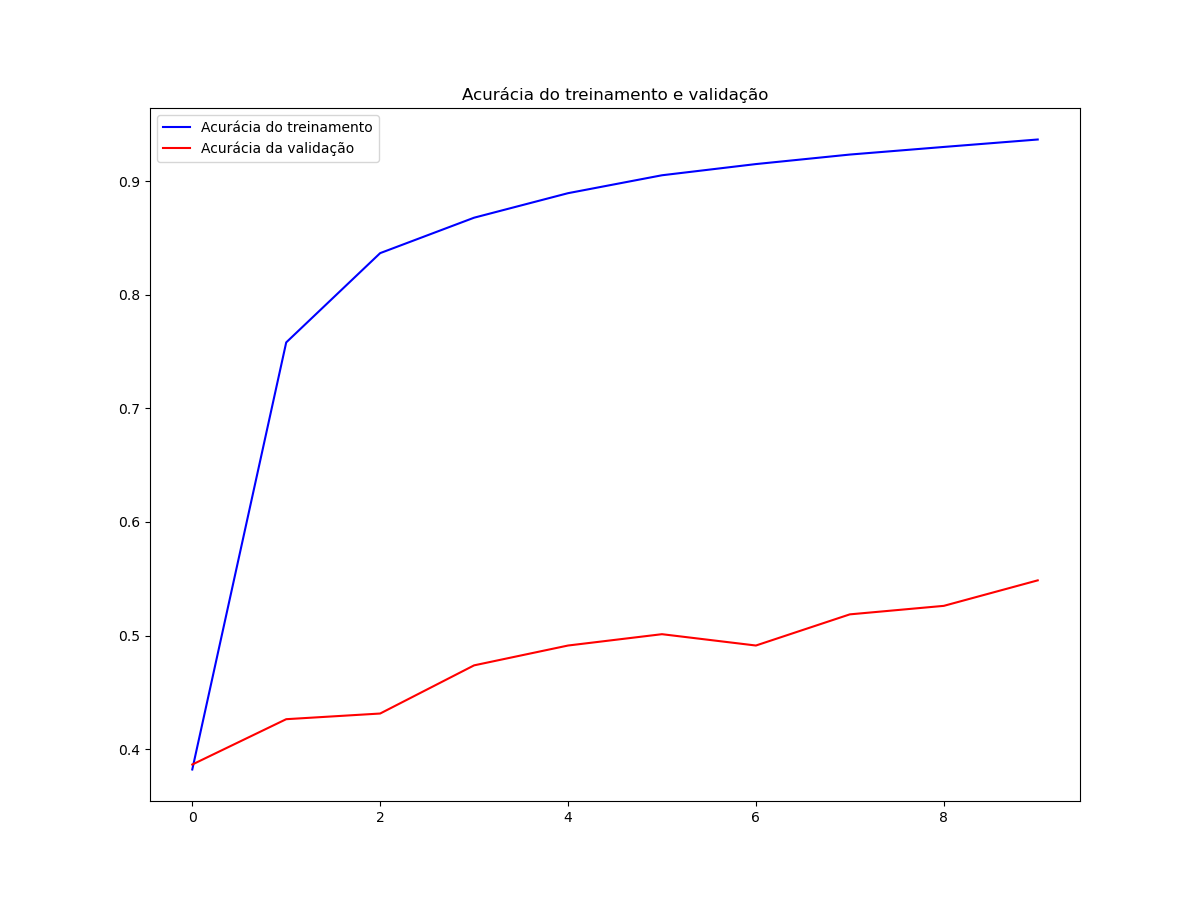 Acurácia do treinamento e validação
Acurácia do treinamento
Acurácia da validação
0.9
0.8
0.7
0.6
0.5
0.4
0 2 4 6 8